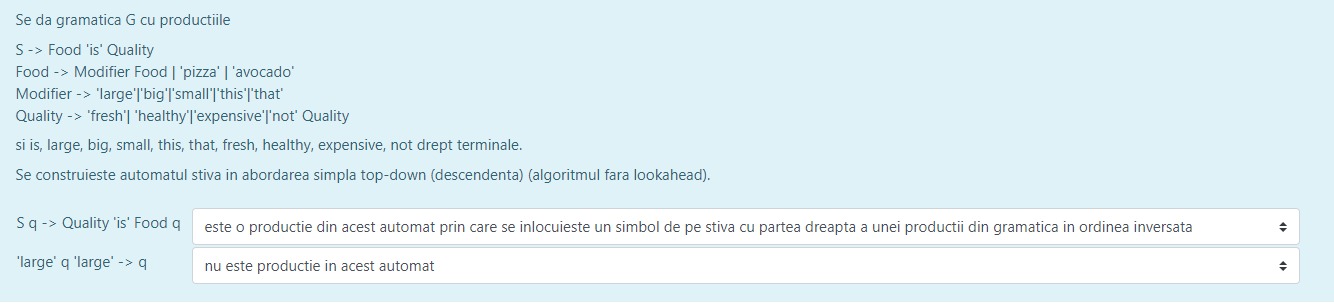 Se da gramatica G cu productiile
S -> Food 'is' Quality
Food -> Modifier Food | 'pizza' | 'avocado'
Modifier -> 'large'|'big'|'small'|'this'|'that'
Quality -> 'fresh'| 'healthy'|'expensive'|'not' Quality
si is, large, big, small, this, that, fresh, healthy, expensive, not drept terminale.
Se construieste automatul stiva in abordarea simpla top-down (descendenta) (algoritmul fara lookahead).
S q -> Quality 'is' Food q este o productie din acest automat prin care se inlocuieste un simbol de pe stiva cu partea dreapta a unei productii din gramatica in ordinea inversata
'large' q 'large' -> q nu este productie in acest automat